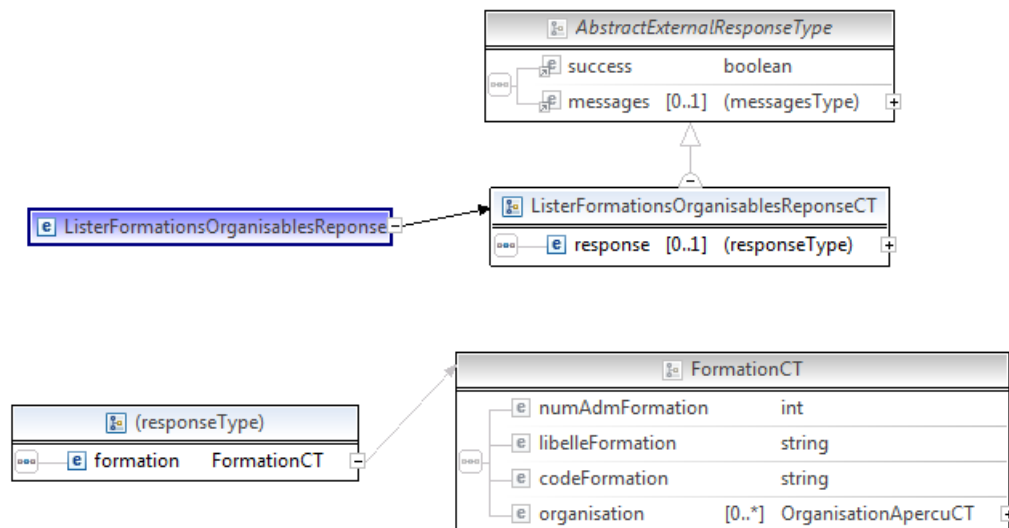 AbstractExternalResponseType
success boolean
messages [0..1] (messagesType)
ListerFormationsOrganisablesReponse
ListerFormationsOrganisablesReponseCT
response [0..1] (responseType)
FormationCT
(responseType)
formation FormationCT
numAdmFormation int
libelleFormation string
codeFormation string
organisation [0..*] OrganisationApercuCT